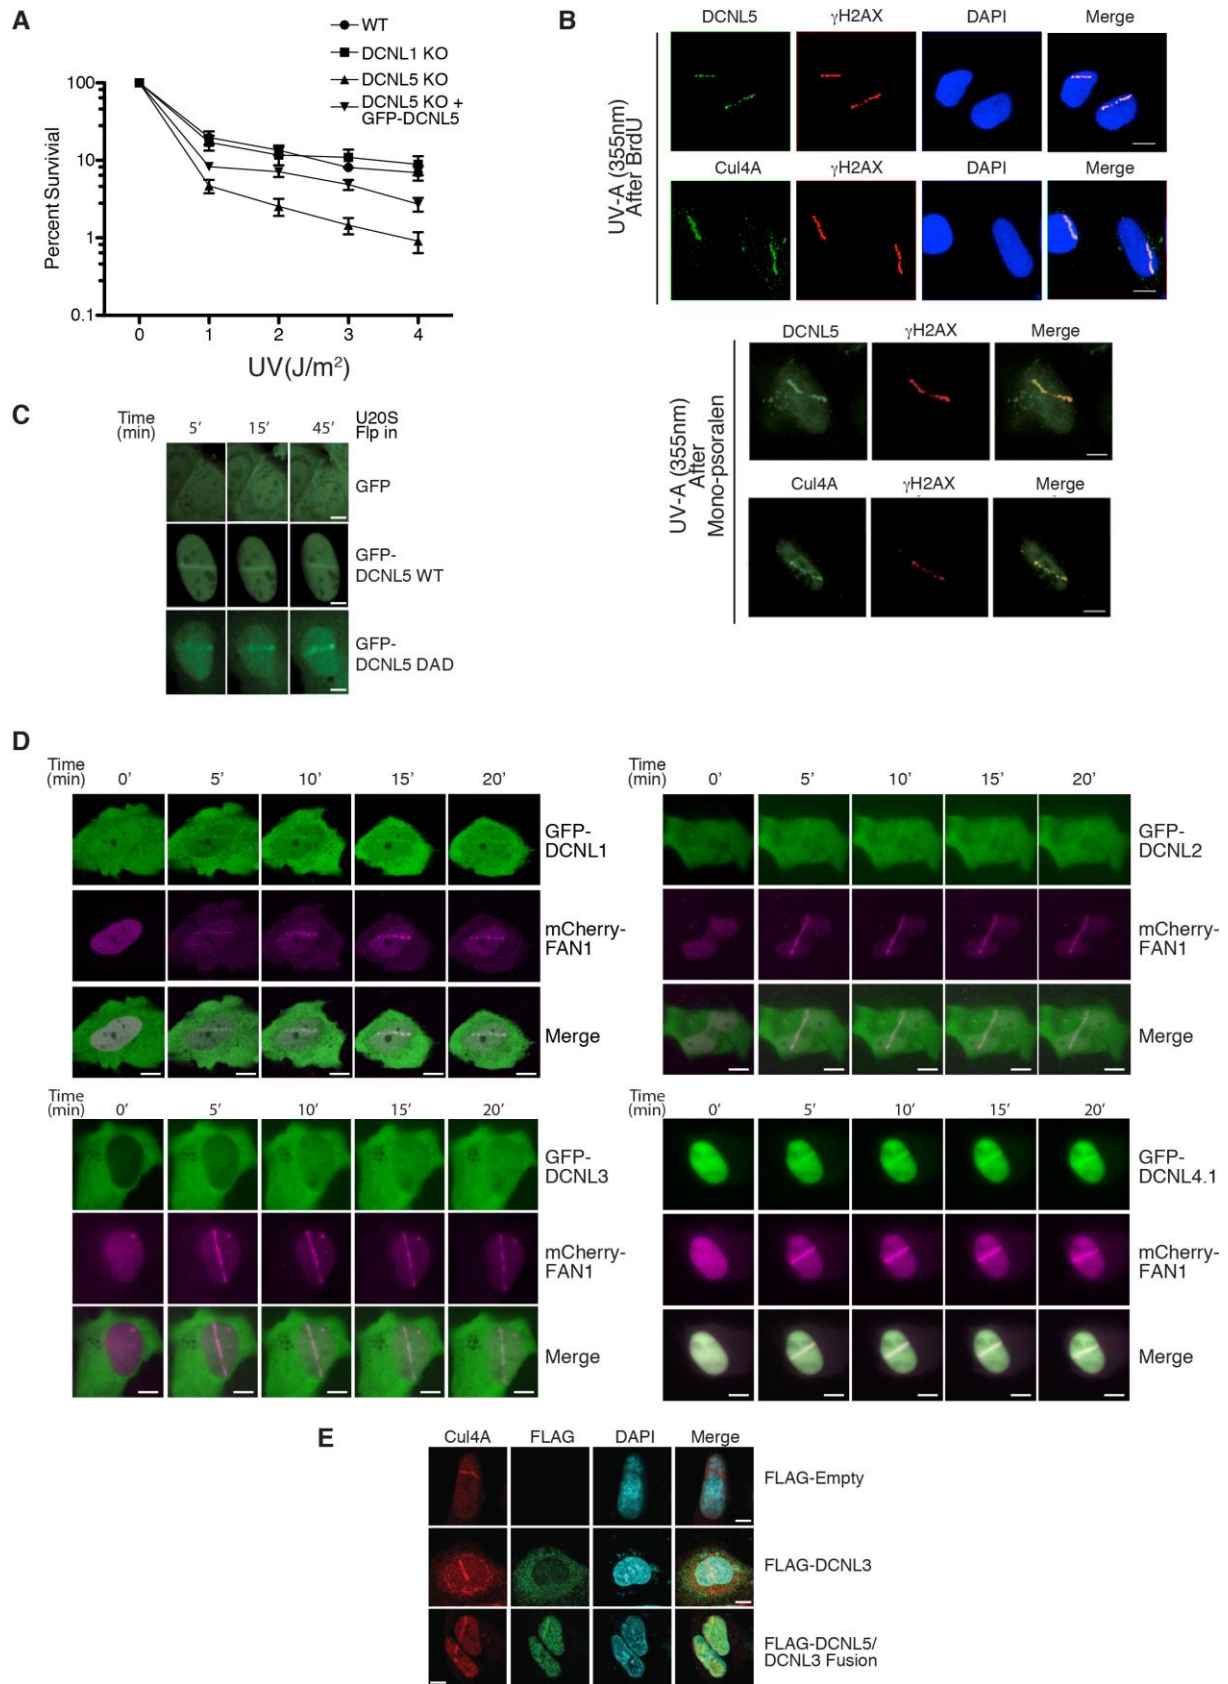 A
WT
DCNL1 KO
DCNL5 KO
DCNL5 KO +
GFP-DCNL5
100
10
1
0.1
Percent Survivial
0
1
2
3
4
UV(J/m²)
B
DCNL5
γH2AX
DAPI
Merge
UV-A (355nm)
After BrdU
Cul4A
γH2AX
DAPI
Merge
DCNL5
γH2AX
Merge
UV-A (355nm)
After
Mono-psoralen
Cul4A
γH2AX
Merge
C
Time
(min)
5’
15’
45’
U20S
Flp in
GFP
GFP-
DCNL5 WT
GFP-
DCNL5 DAD
D
Time
(min)
0’
5’
10’
15’
20’
GFP-
DCNL1
mCherry-
FAN1
Merge
Time
(min)
0’
5’
10’
15’
20’
GFP-
DCNL2
mCherry-
FAN1
Merge
Time
(min)
0’
5’
10’
15’
20’
GFP-
DCNL3
mCherry-
FAN1
Merge
Time
(min)
0’
5’
10’
15’
20’
GFP-
DCNL4.1
mCherry-
FAN1
Merge
E
Cul4A
FLAG
DAPI
Merge
FLAG-Empty
FLAG-DCNL3
FLAG-DCNL5/
DCNL3 Fusion